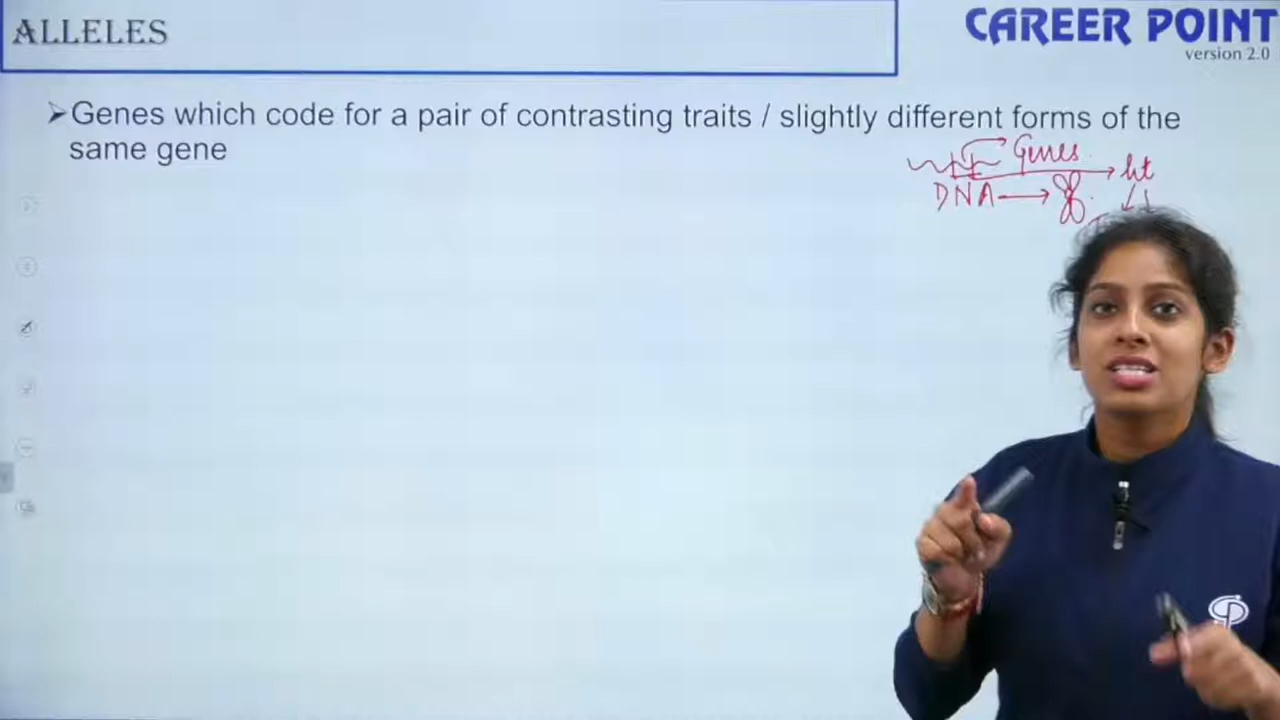 ALLELES
CAREER POINT
version 2.0
➢Genes which code for a pair of contrasting traits / slightly different forms of the
same gene
Genes
ht
DNA